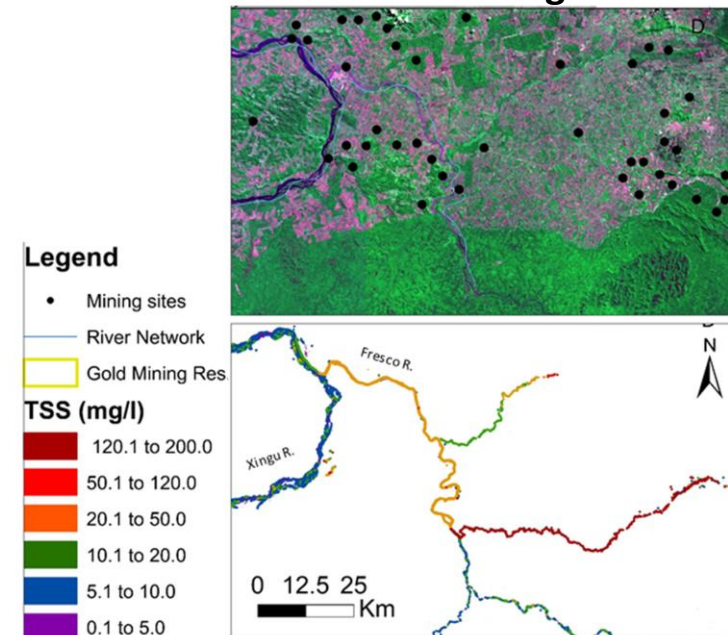 D
Legend
Mining sites
River Network
Gold Mining Res
TSS (mg/l)
120.1 to 200.0
50.1 to 120.0
20.1 to 50.0
10.1 to 20.0
5.1 to 10.0
0.1 to 5.0
Fresco R.
Xingu R.
N
0 12.5 25
Km